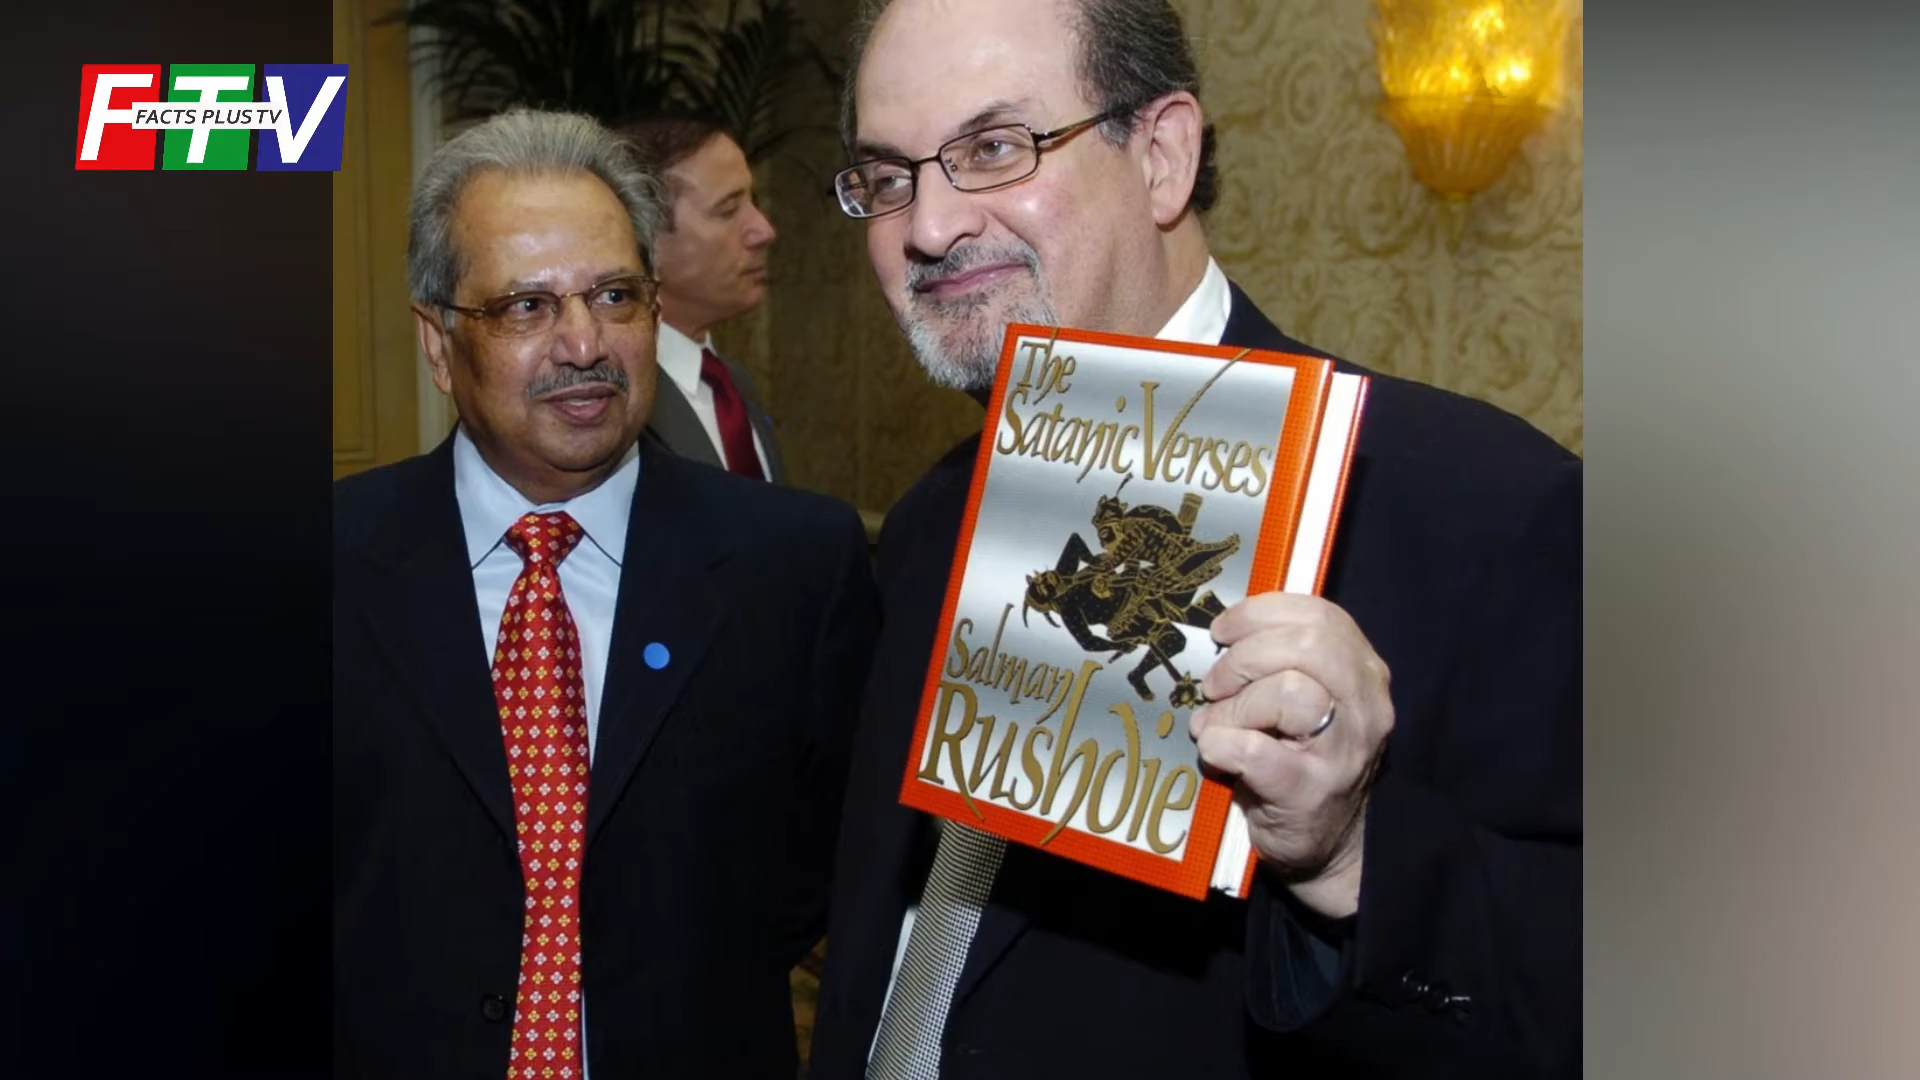 FTV
FACTS PLUS TV
The
Satanic Verses
Salman
Rushdie